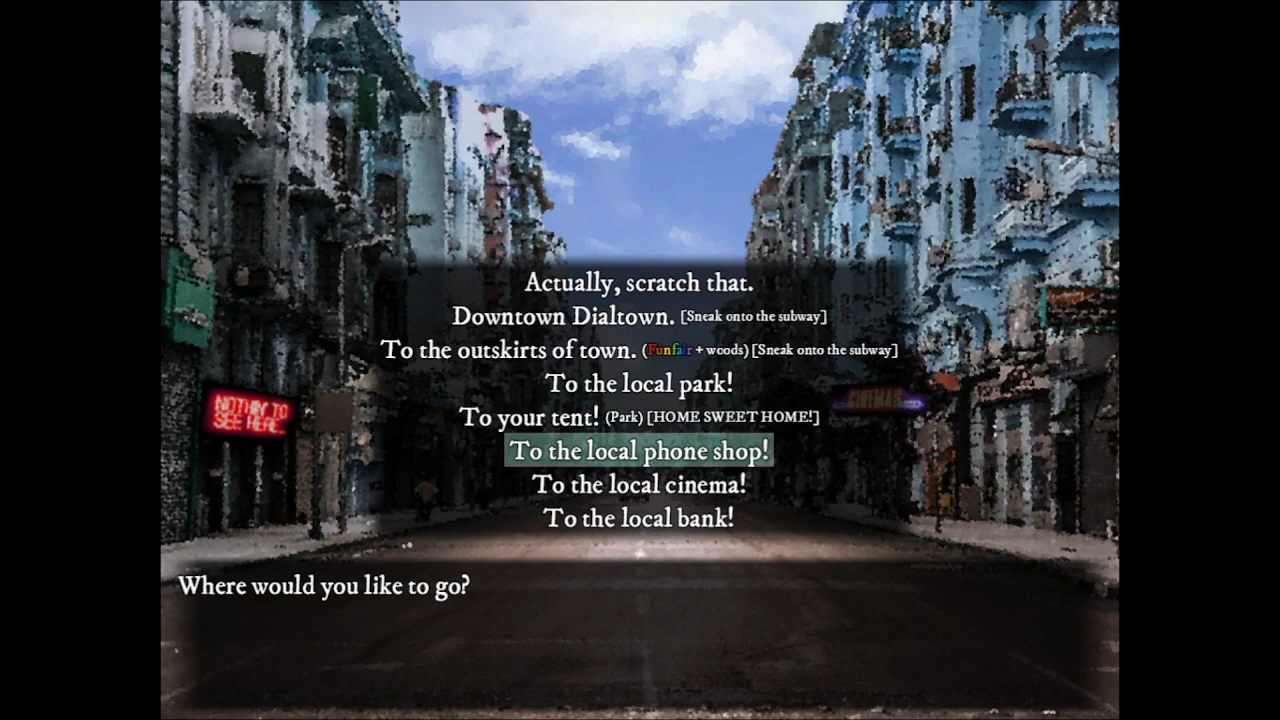 Actually, scratch that.
Downtown Dialtown. [Sneak onto the subway]
To the outskirts of town. (Funfair + woods) [Sneak onto the subway]
To the local park!
To your tent! (Park) [HOME SWEET HOME!]
NOTHIN TO
SEE HERE
CINEMAS
To the local phone shop!
To the local cinema!
To the local bank!
Where would you like to go?